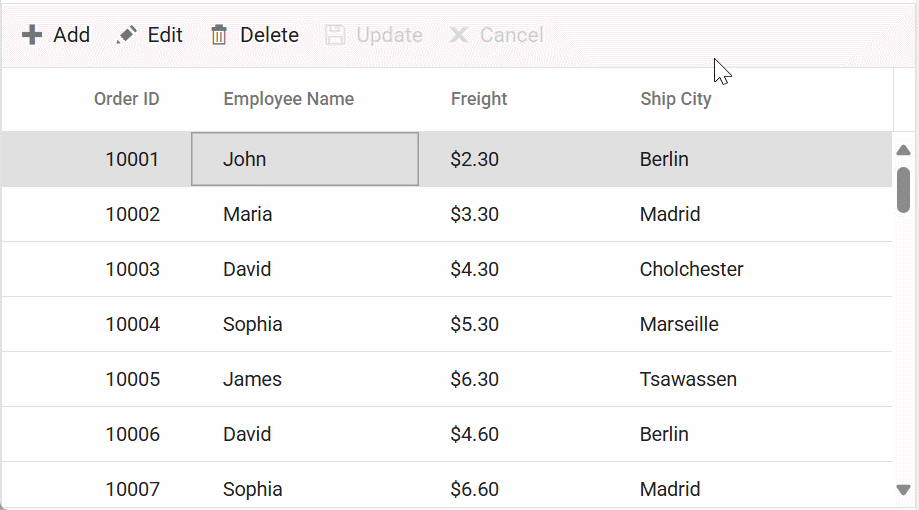 Add Edit Delete Update Cancel
Order ID Employee Name Freight Ship City
10001 John $2.30 Berlin
10002 Maria $3.30 Madrid
10003 David $4.30 Cholchester
10004 Sophia $5.30 Marseille
10005 James $6.30 Tsawassen
10006 David $4.60 Berlin
10007 Sophia $6.60 Madrid